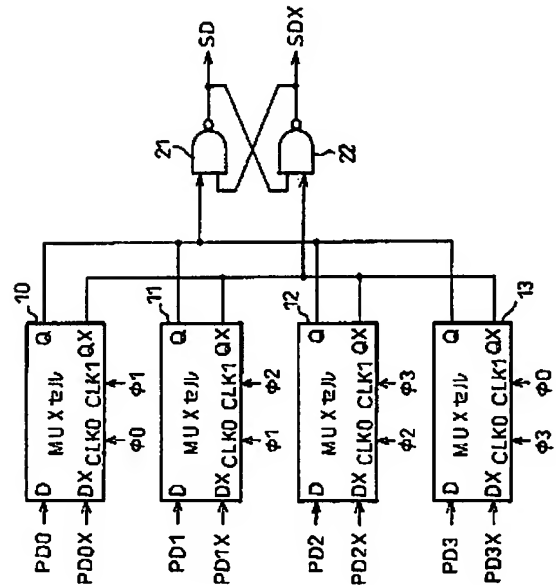 10
PD0 D Q
MUXセル
PD0X DX CLK0 CLK1 QX
φ0 φ1
11
PD1 D Q
MUXセル
PD1X DX CLK0 CLK1 QX
φ1 φ2
12
PD2 D Q
MUXセル
PD2X DX CLK0 CLK1 QX
φ2 φ3
13
PD3 D Q
MUXセル
PD3X DX CLK0 CLK1 QX
φ3 φ0
21
SD
SDX
22